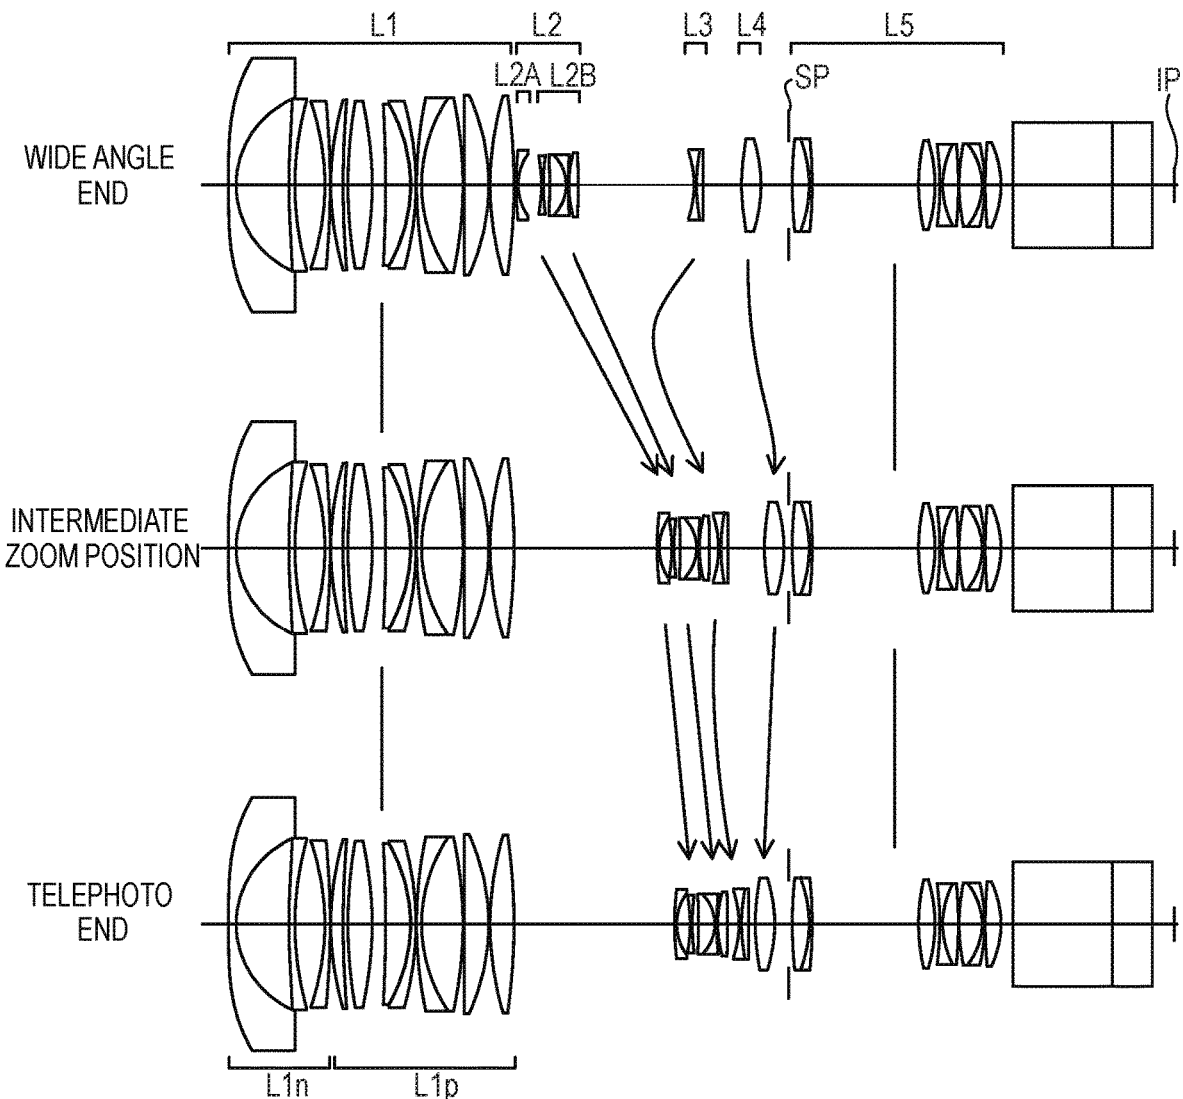 L1 L2 L3 L4 L5
L2A L2B SP IP
WIDE ANGLE
END
INTERMEDIATE
ZOOM POSITION
TELEPHOTO
END
L1n L1p